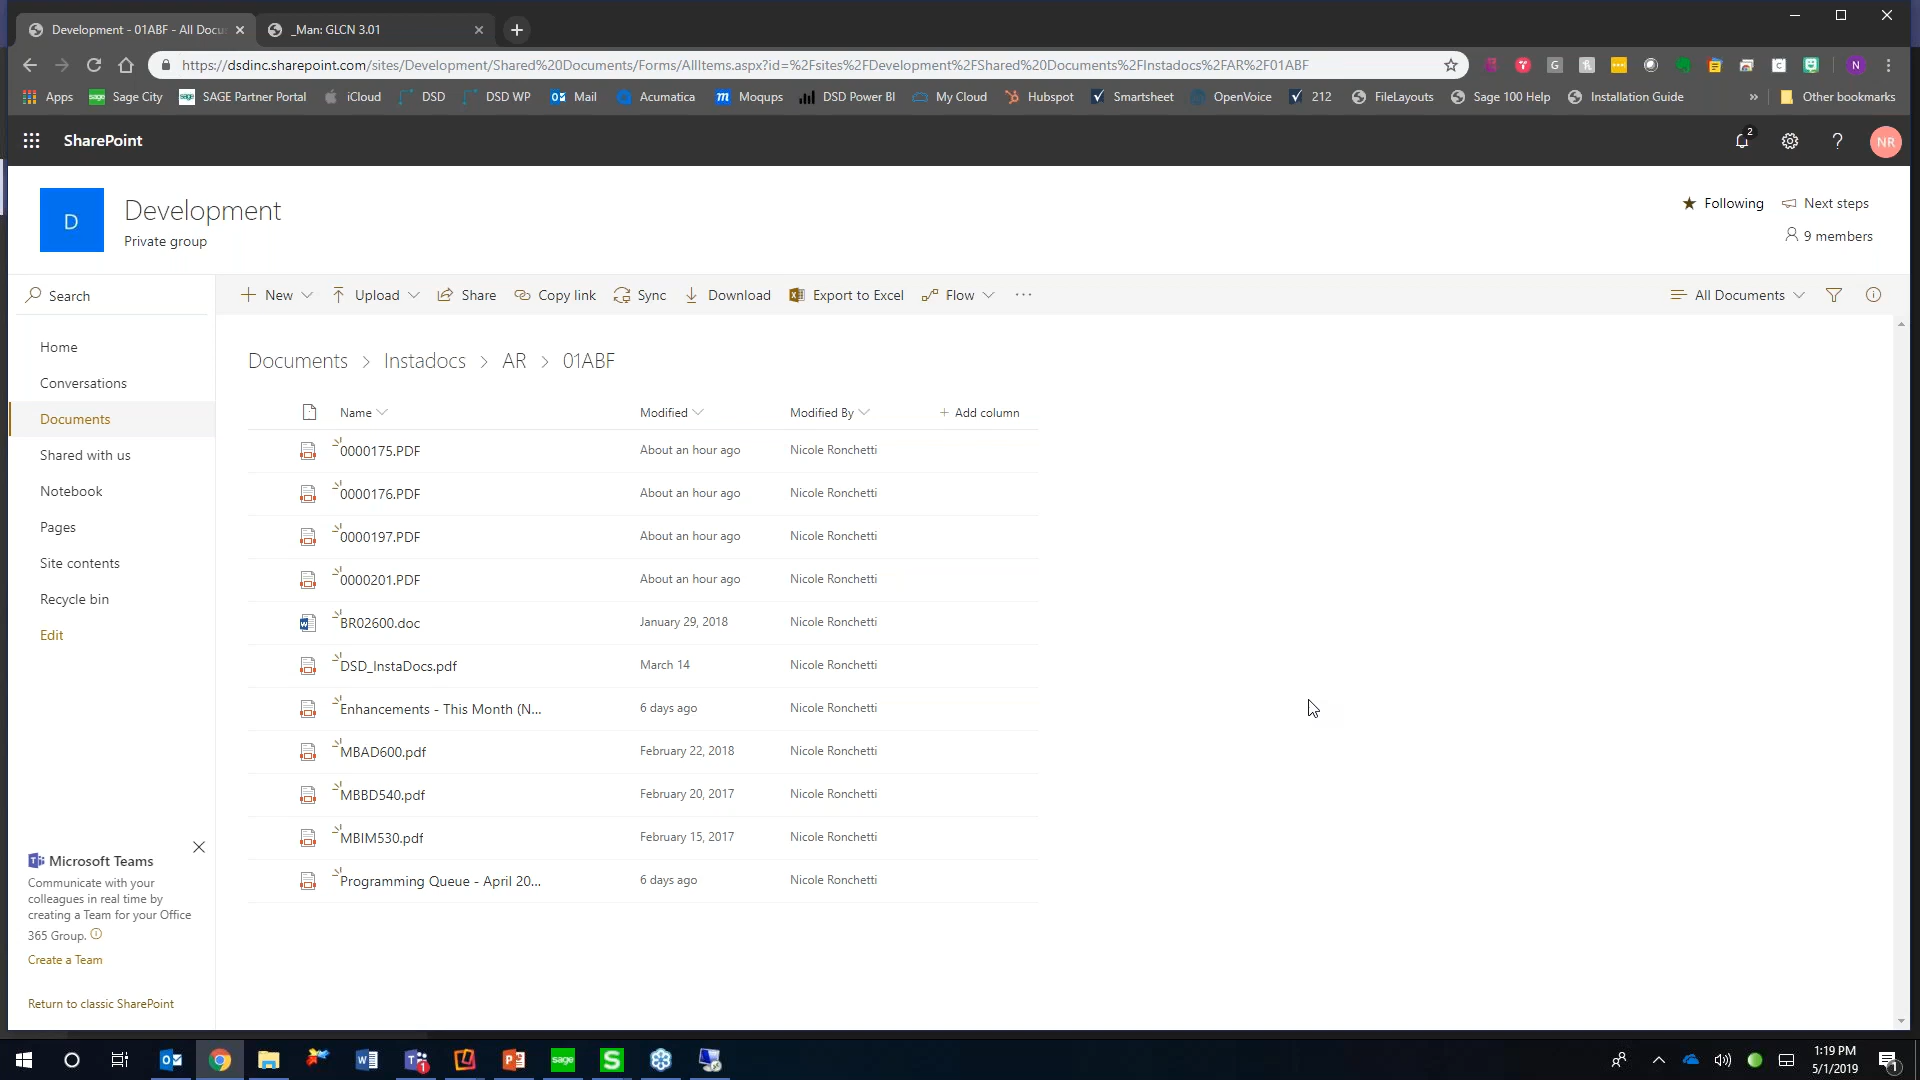 Development - 01ABF - All Docu
_Man: GLCN 3.01
https://dsdinc.sharepoint.com/sites/Development/Shared%20Documents/Forms/AllItems.aspx?id=%2Fsites%2FDevelopment%2FShared%20Documents%2FInstadocs%2FAR%2F01ABF
Apps
Sage City
SAGE Partner Portal
iCloud
DSD
DSD WP
Mail
Acumatica
Moqups
DSD Power BI
My Cloud
Hubspot
Smartsheet
OpenVoice
212
FileLayouts
Sage 100 Help
Installation Guide
Other bookmarks
SharePoint
2
NR
D
Development
Private group
Following
Next steps
9 members
Search
New
Upload
Share
Copy link
Sync
Download
Export to Excel
Flow
All Documents
Home
Conversations
Documents
Shared with us
Notebook
Pages
Site contents
Recycle bin
Edit
Documents > Instadocs > AR > 01ABF
Name Modified Modified By + Add column
0000175.PDF About an hour ago Nicole Ronchetti
0000176.PDF About an hour ago Nicole Ronchetti
0000197.PDF About an hour ago Nicole Ronchetti
0000201.PDF About an hour ago Nicole Ronchetti
BR02600.doc January 29, 2018 Nicole Ronchetti
DSD_InstaDocs.pdf March 14 Nicole Ronchetti
Enhancements - This Month (N... 6 days ago Nicole Ronchetti
MBAD600.pdf February 22, 2018 Nicole Ronchetti
MBBD540.pdf February 20, 2017 Nicole Ronchetti
MBIM530.pdf February 15, 2017 Nicole Ronchetti
Programming Queue - April 20... 6 days ago Nicole Ronchetti
Microsoft Teams
Communicate with your
colleagues in real time by
creating a Team for your Office
365 Group.
Create a Team
Return to classic SharePoint
sage
1:19 PM
5/1/2019